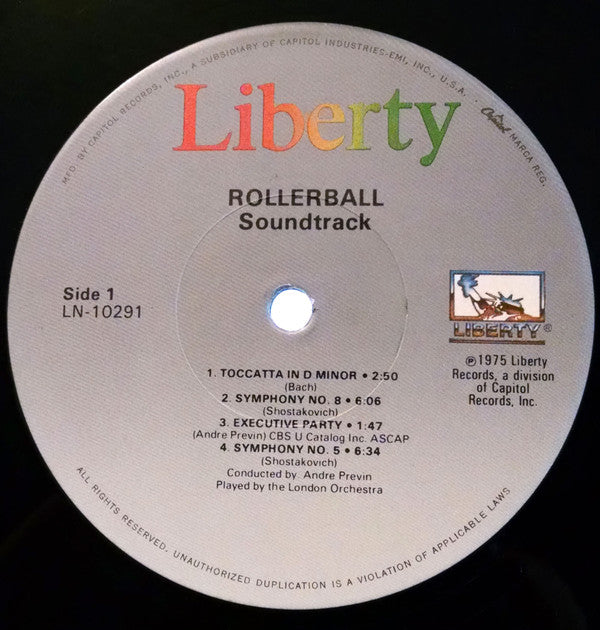 MFD. BY CAPITOL RECORDS, INC., A SUBSIDIARY OF CAPITOL INDUSTRIES-EMI, INC., U.S.A. • Capitol MARCA REG.
Liberty
ROLLERBALL
Soundtrack
Side 1
LN-10291
LIBERTY®
℗1975 Liberty
Records, a division
of Capitol
Records, Inc.
1. TOCCATTA IN D MINOR • 2:50
(Bach)
2. SYMPHONY NO. 8 • 6:06
(Shostakovich)
3. EXECUTIVE PARTY • 1:47
(Andre Previn) CBS U Catalog Inc. ASCAP
4. SYMPHONY NO. 5 • 6:34
(Shostakovich)
Conducted by: Andre Previn
Played by the London Orchestra
ALL RIGHTS RESERVED. UNAUTHORIZED DUPLICATION IS A VIOLATION OF APPLICABLE LAWS